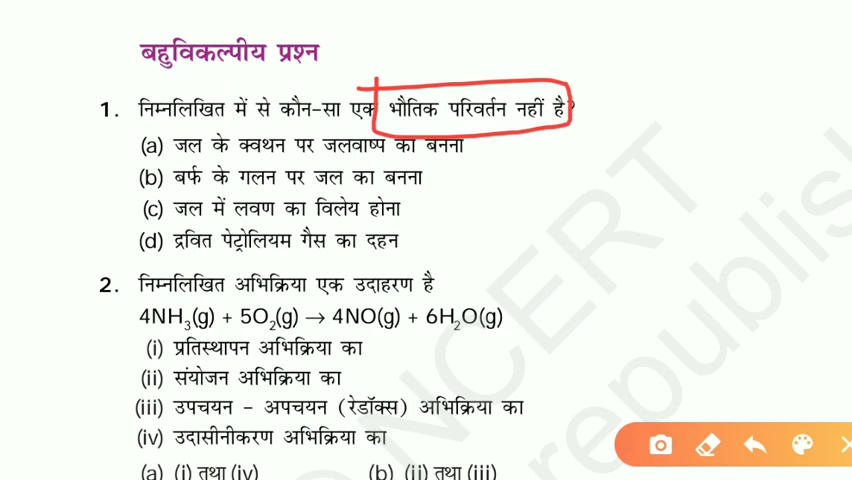 बहुविकल्पीय प्रश्न
1. निम्नलिखित में से कौन-सा एक भौतिक परिवर्तन नहीं है?
(a) जल के क्वथन पर जलवाष्प का बनना
(b) बर्फ के गलन पर जल का बनना
(c) जल में लवण का विलेय होना
(d) द्रवित पेट्रोलियम गैस का दहन
2. निम्नलिखित अभिक्रिया एक उदाहरण है
4NH₃(g) + 5O₂(g) → 4NO(g) + 6H₂O(g)
(i) प्रतिस्थापन अभिक्रिया का
(ii) संयोजन अभिक्रिया का
(iii) उपचयन - अपचयन (रेडॉक्स) अभिक्रिया का
(iv) उदासीनीकरण अभिक्रिया का
(a) (i) तथा (iv) (b) (ii) तथा (iii)
NCERT
republis